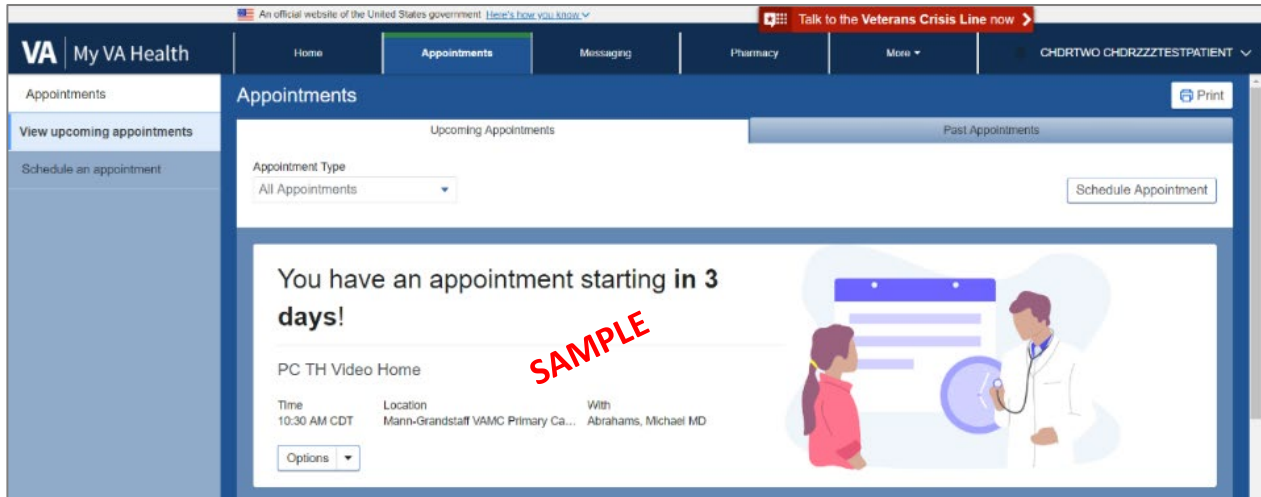 An official website of the United States government Here's how you know
Talk to the Veterans Crisis Line now
VA My VA Health
Home
Appointments
Messaging
Pharmacy
More
CHDRTWO CHDRZZZTESTPATIENT
Appointments
View upcoming appointments
Schedule an appointment
Appointments
Print
Upcoming Appointments
Past Appointments
Appointment Type
All Appointments
Schedule Appointment
You have an appointment starting in 3
days!
SAMPLE
PC TH Video Home
Time Location With
10:30 AM CDT Mann-Grandstaff VAMC Primary Ca... Abrahams, Michael MD
Options